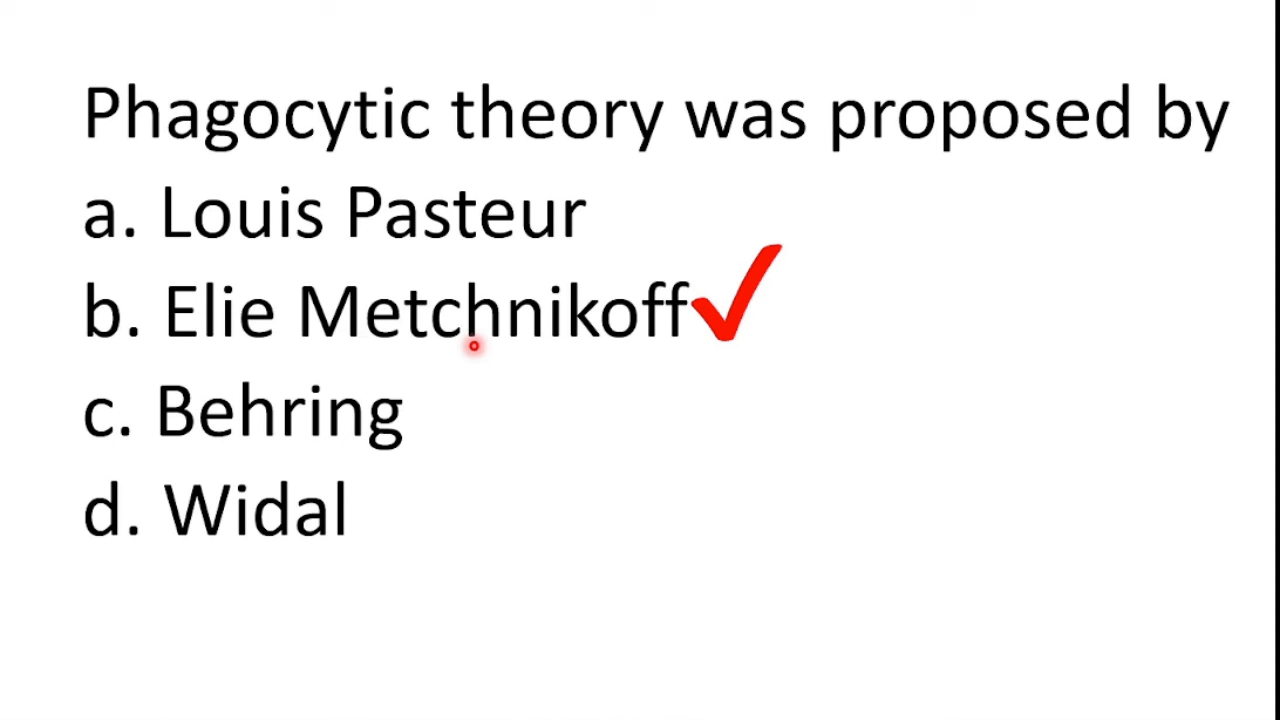 Phagocytic theory was proposed by
a. Louis Pasteur
b. Elie Metchnikoff
c. Behring
d. Widal